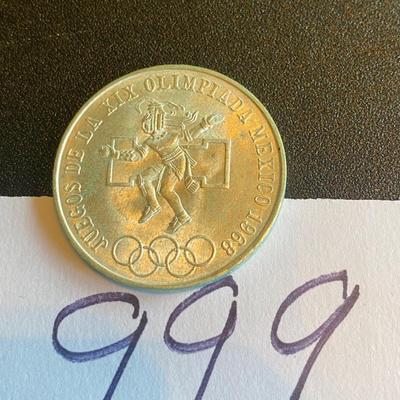 JUEGOS DE LA XIX OLIMPIADA MEXICO 1968
999